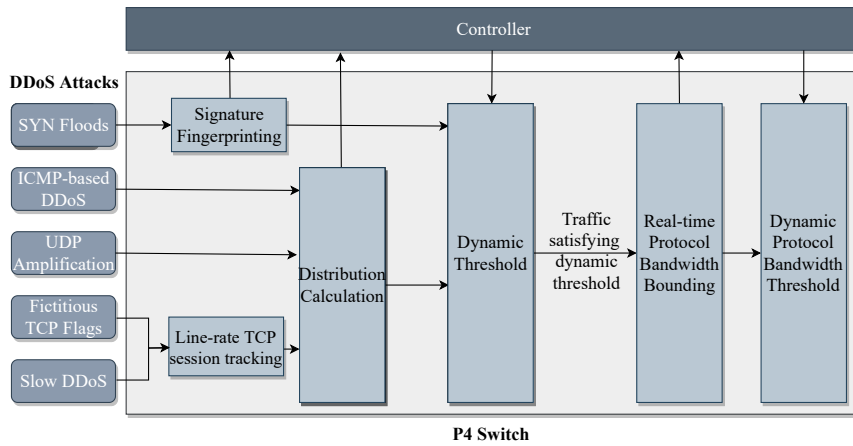 Controller
DDoS Attacks
SYN Floods
ICMP-based
DDoS
UDP
Amplification
Fictitious
TCP Flags
Slow DDoS
Signature
Fingerprinting
Line-rate TCP
session tracking
Distribution
Calculation
Dynamic
Threshold
Traffic
satisfying
dynamic
threshold
Real-time
Protocol
Bandwidth
Bounding
Dynamic
Protocol
Bandwidth
Threshold
P4 Switch